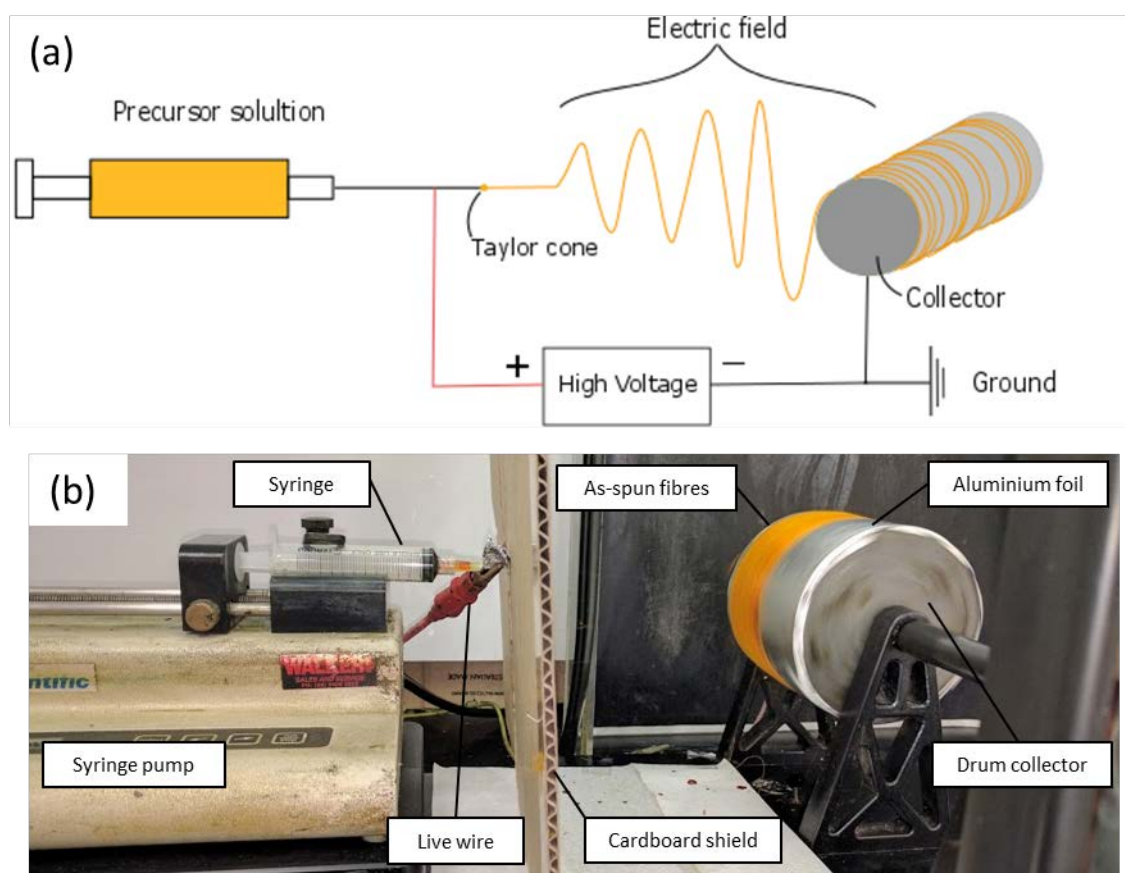 (a)
Electric field
Precursor solultion
Taylor cone
Collector
+
−
High Voltage
Ground
(b)
Syringe
As-spun fibres
Aluminium foil
ntific
Syringe pump
Live wire
Cardboard shield
Drum collector